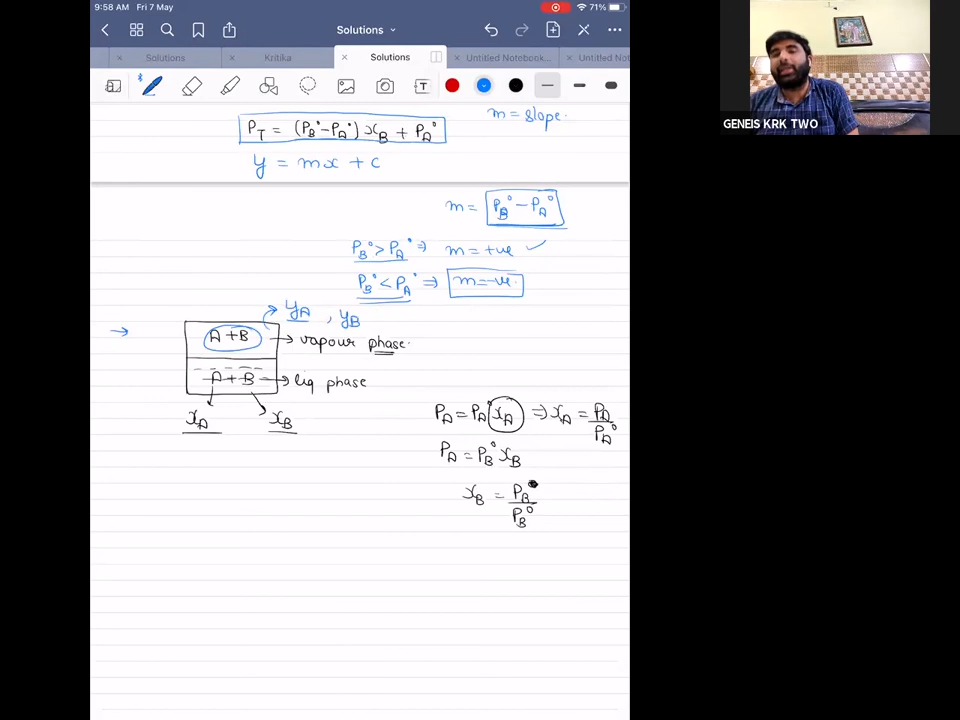 9:58 AM Fri 7 May
71%
Solutions
Solutions
Kritika
Solutions
Untitled Notebook...
Untitled No
T
m = slope.
P_T = (P_B° - P_A°) x_B + P_A°
y = mx + c
m = P_B° - P_A°
P_B° > P_A° ⇒ m = +ve ✓
P_B° < P_A° ⇒ m = -ve
→ y_A , y_B
A + B → vapour phase.
A + B → liq phase
x_A x_B
P_A = P_A° x_A ⇒ x_A = P_A / P_A°
P_A = P_B° x_B
x_B = P_B / P_B°
GENEIS KRK TWO